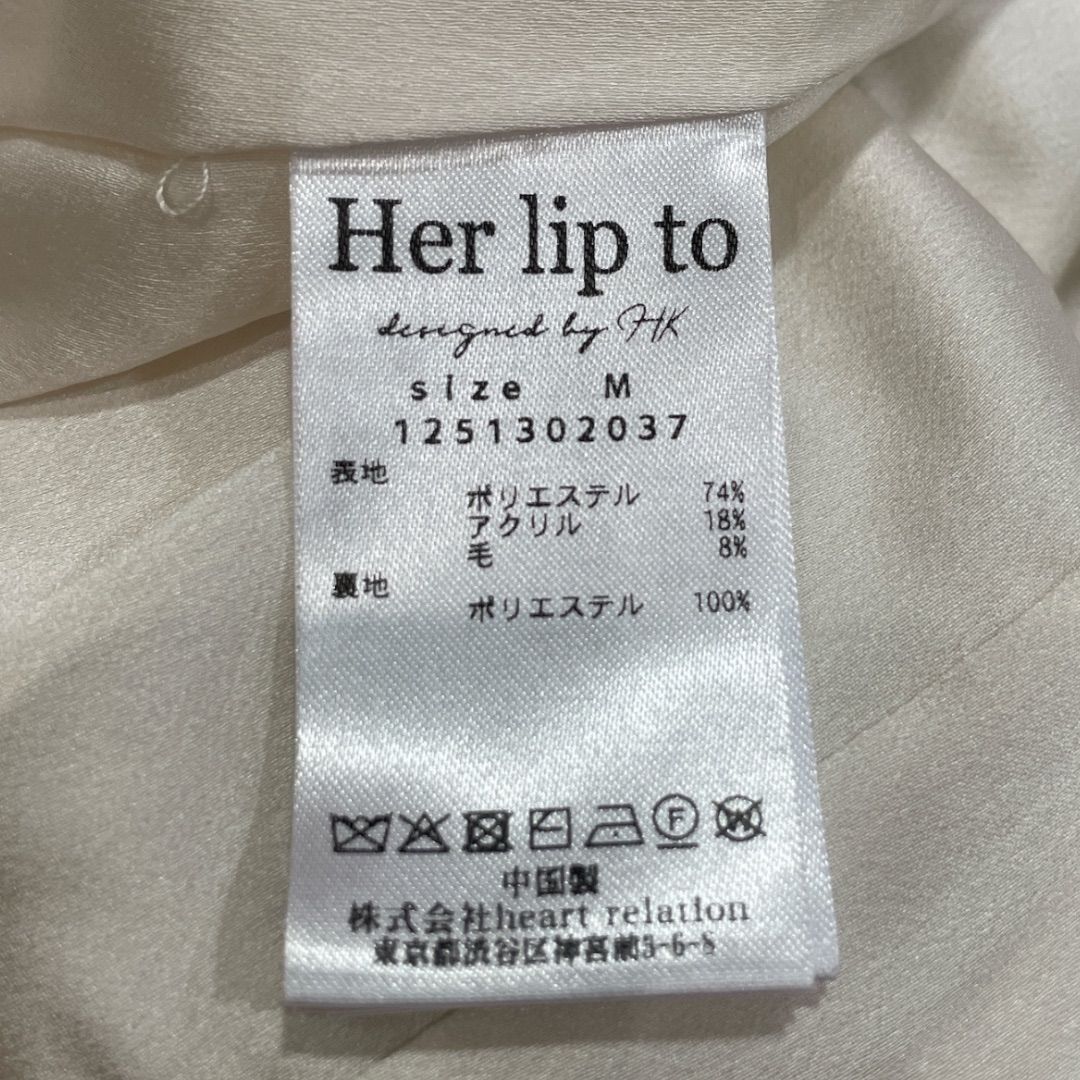 Her lip to
designed by HK
size M
1251302037
表地
ポリエステル 74%
アクリル 18%
毛 8%
裏地
ポリエステル 100%
F
W
中国製
株式会社heart relation
東京都渋谷区神宮前3-6-8